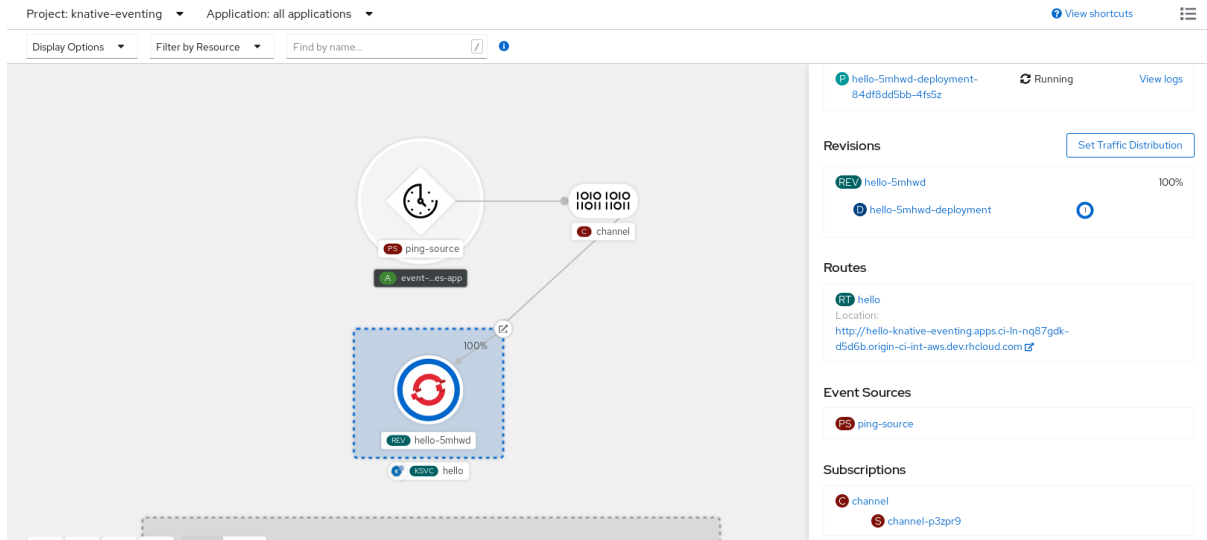 Project: knative-eventing
Application: all applications
View shortcuts
Display Options
Filter by Resource
Find by name...
/
P hello-5mhwd-deployment-
84df8dd5bb-4fs5z
Running
View logs
Revisions
Set Traffic Distribution
REV hello-5mhwd
100%
D hello-5mhwd-deployment
1
Routes
RT hello
Location:
http://hello-knative-eventing.apps.ci-ln-nq87gdk-
d5d6b.origin-ci-int-aws.dev.rhcloud.com
Event Sources
PS ping-source
Subscriptions
C channel
S channel-p3zpr9
1010 1010
11011 11011
C channel
PS ping-source
A event-...es-app
100%
REV hello-5mhwd
KSVC hello